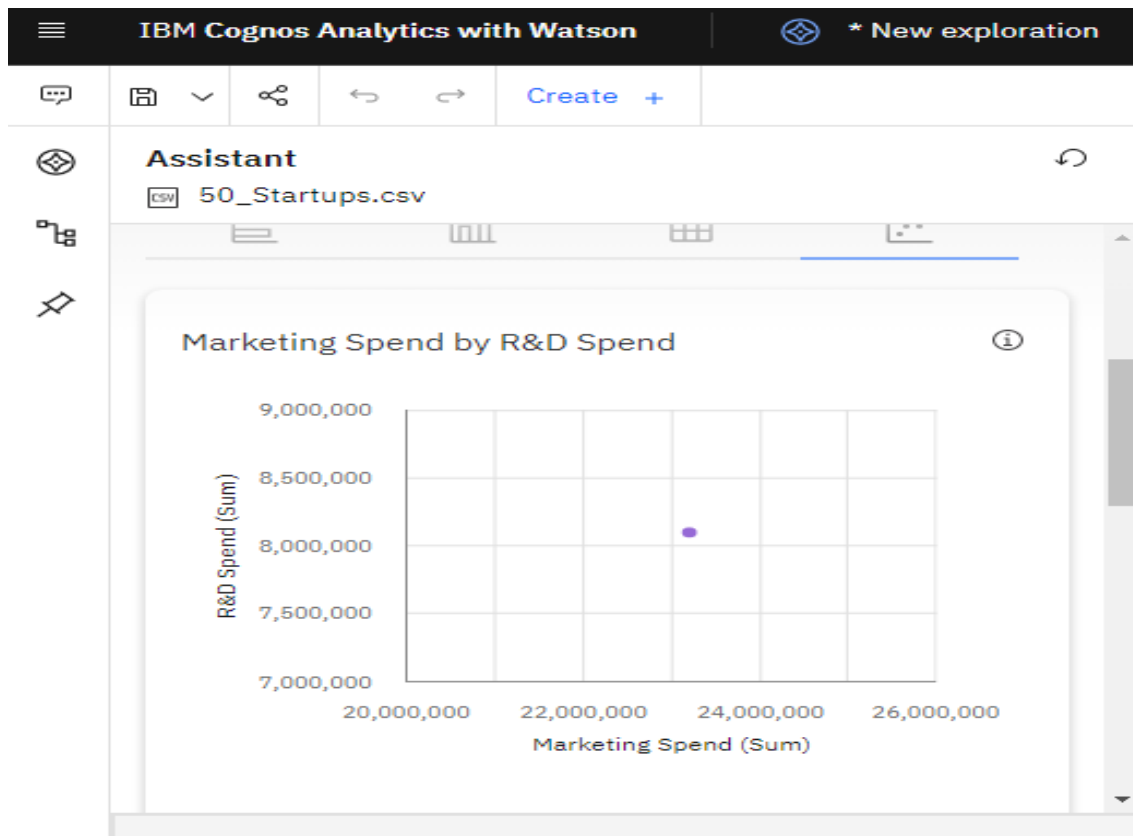 IBM Cognos Analytics with Watson
* New exploration
Create +
Assistant
CSV 50_Startups.csv
Marketing Spend by R&D Spend
R&D Spend (Sum)
9,000,000
8,500,000
8,000,000
7,500,000
7,000,000
20,000,000 22,000,000 24,000,000 26,000,000
Marketing Spend (Sum)